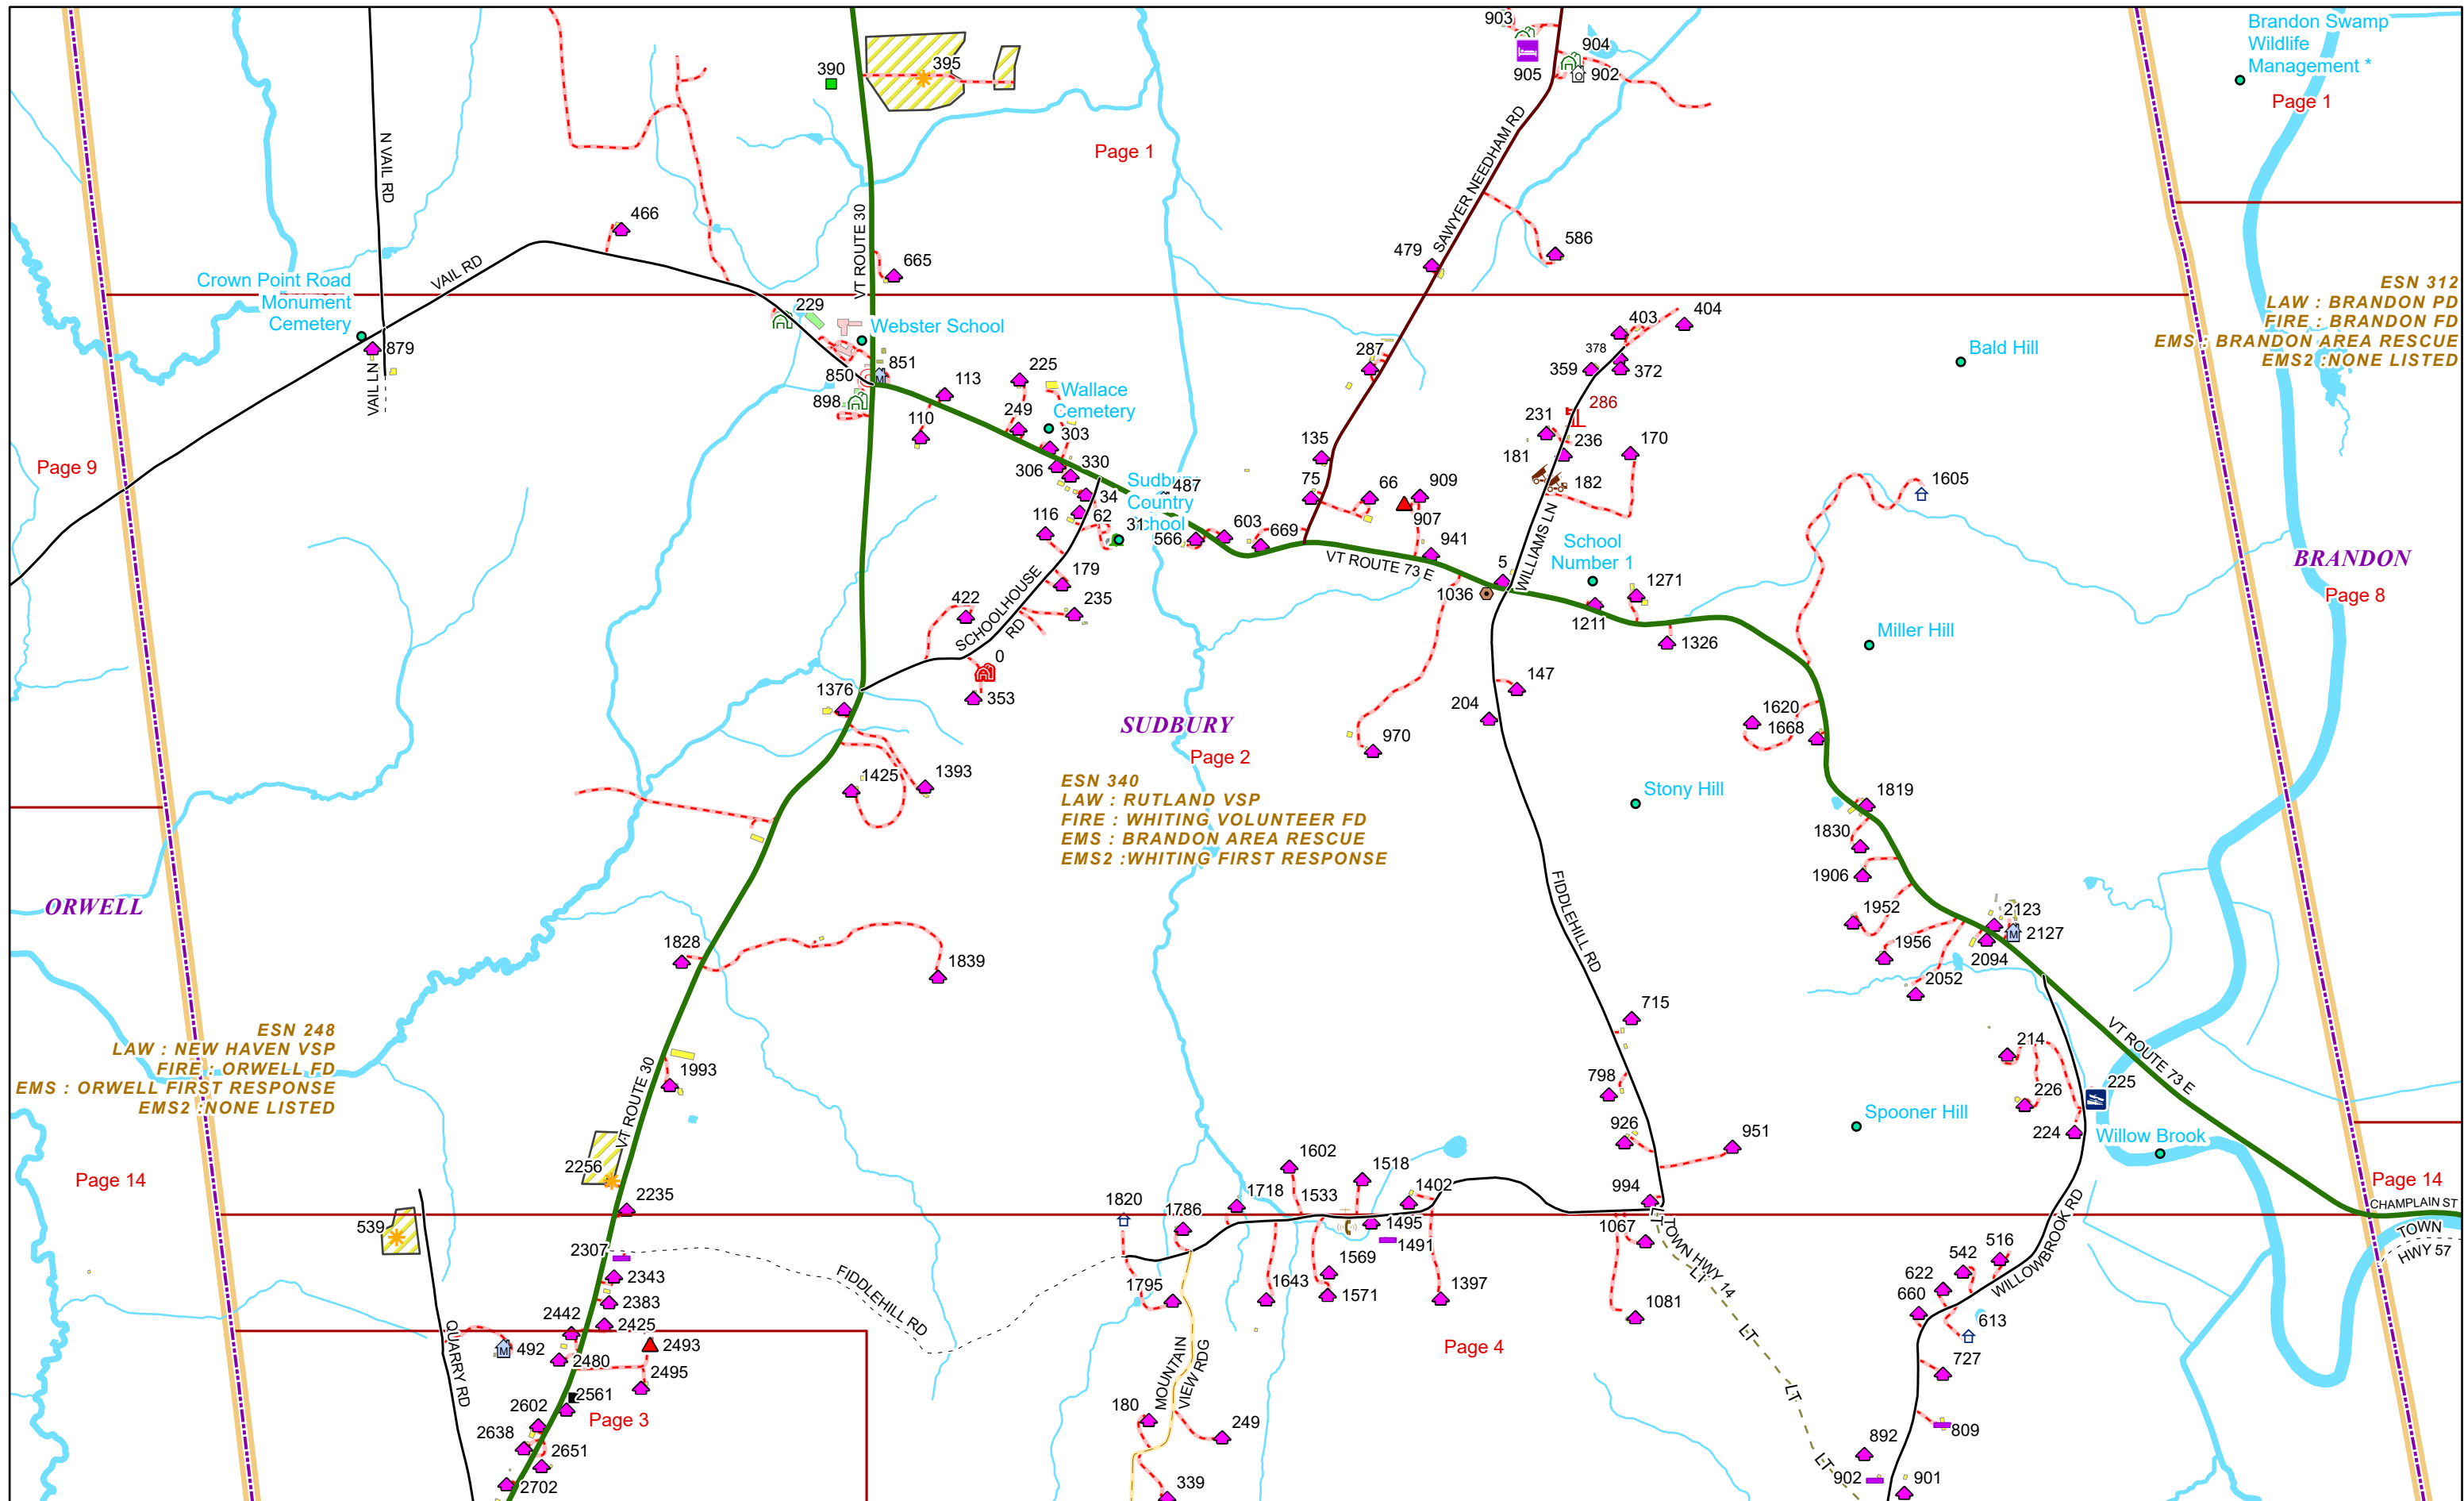 903
904
905
902
390
395
Brandon Swamp
Wildlife
Management *
Page 1
Page 1
N VAIL RD
VT ROUTE 30
SAWYER NEEDHAM RD
466
665
479
586
VAIL RD
Crown Point Road
Monument
Cemetery
879
VAIL LN
229
Webster School
850
851
898
113
110
225
249
Wallace
Cemetery
303
306
330
34
62
116
179
235
422
SCHOOLHOUSE
RD
0
353
Sudbury
Country
School
487
31
566
603
669
287
135
75
66
909
907
941
VT ROUTE 73 E
403
404
378
359
372
286
231
236
181
182
170
WILLIAMS LN
5
1036
School
Number 1
1271
1211
1326
1605
Bald Hill
Miller Hill
ESN 312
LAW : BRANDON PD
FIRE : BRANDON FD
EMS : BRANDON AREA RESCUE
EMS2 :NONE LISTED
BRANDON
Page 8
Page 9
1376
1425
1393
SUDBURY
Page 2
ESN 340
LAW : RUTLAND VSP
FIRE : WHITING VOLUNTEER FD
EMS : BRANDON AREA RESCUE
EMS2 :WHITING FIRST RESPONSE
147
204
970
Stony Hill
1620
1668
1819
1830
1906
1952
1956
2052
2094
2123
2127
ORWELL
1828
1839
FIDDLEHILL RD
715
798
926
951
994
ESN 248
LAW : NEW HAVEN VSP
FIRE : ORWELL FD
EMS : ORWELL FIRST RESPONSE
EMS2 :NONE LISTED
Page 14
1993
VT ROUTE 30
2256
2235
539
2307
2343
2383
2425
2442
2480
492
2493
2495
2561
2602
2638
2651
2702
Page 3
QUARRY RD
FIDDLEHILL RD
1820
1786
1718
1602
1533
1518
1402
1495
1491
1569
1571
1643
1795
1397
MOUNTAIN
VIEW RDG
180
249
339
Page 4
1067
1081
TOWN HWY 14
LT
LT
LT
LT
214
226
224
225
Spooner Hill
Willow Brook
VT ROUTE 73 E
Page 14
CHAMPLAIN ST
TOWN
HWY 57
WILLOWBROOK RD
516
542
622
660
613
727
809
892
902
901
M
M
M